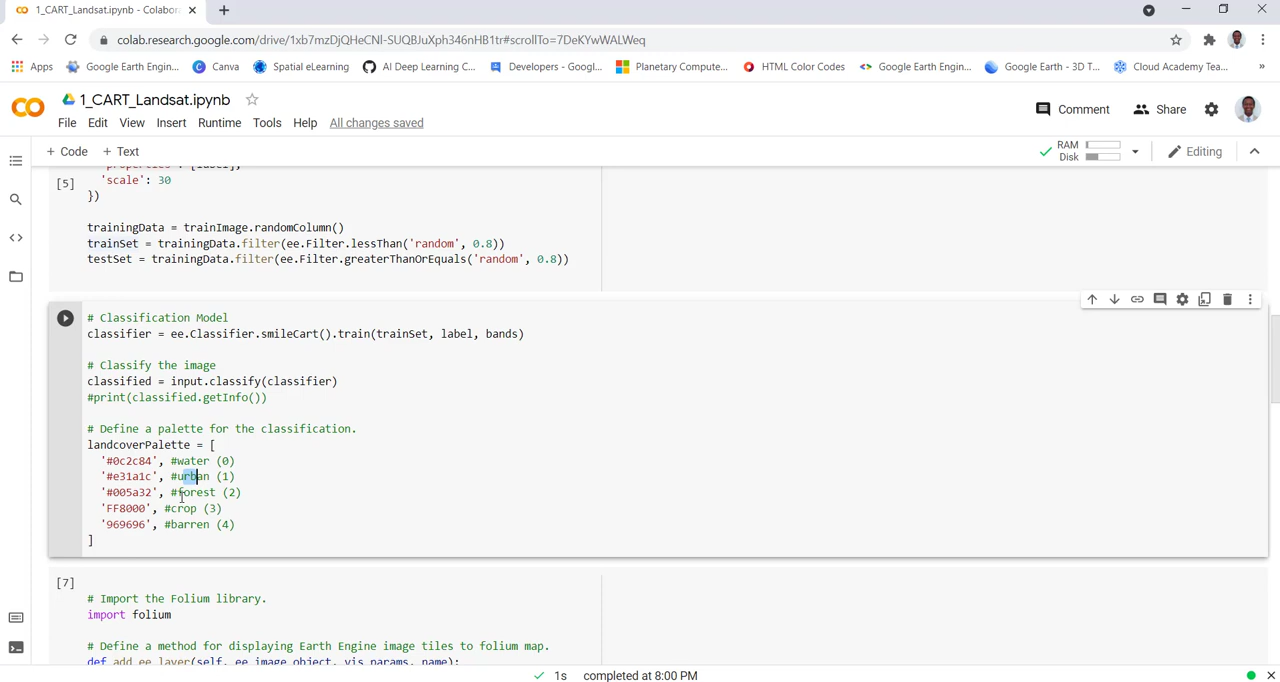 1_CART_Landsat.ipynb - Colabor
colab.research.google.com/drive/1xb7mzDjQHeCNI-SUQBJuXph346nHB1tr#scrollTo=7DeKYwWALWeq
Apps Google Earth Engin... Canva Spatial eLearning AI Deep Learning C... Developers - Googl... Planetary Compute... HTML Color Codes Google Earth Engin... Google Earth - 3D T... Cloud Academy Tea... »
CO 1_CART_Landsat.ipynb
Comment Share
File Edit View Insert Runtime Tools Help All changes saved
+ Code + Text RAM Disk Editing
'properties': [label],
[5] 'scale': 30
})
trainingData = trainImage.randomColumn()
trainSet = trainingData.filter(ee.Filter.lessThan('random', 0.8))
testSet = trainingData.filter(ee.Filter.greaterThanOrEquals('random', 0.8))
# Classification Model
classifier = ee.Classifier.smileCart().train(trainSet, label, bands)
# Classify the image
classified = input.classify(classifier)
#print(classified.getInfo())
# Define a palette for the classification.
landcoverPalette = [
'#0c2c84', #water (0)
'#e31a1c', #urban (1)
'#005a32', #forest (2)
'FF8000', #crop (3)
'969696', #barren (4)
]
[7]
# Import the Folium library.
import folium
# Define a method for displaying Earth Engine image tiles to folium map.
def add_ee_layer(self, ee_image_object, vis_params, name):
1s completed at 8:00 PM